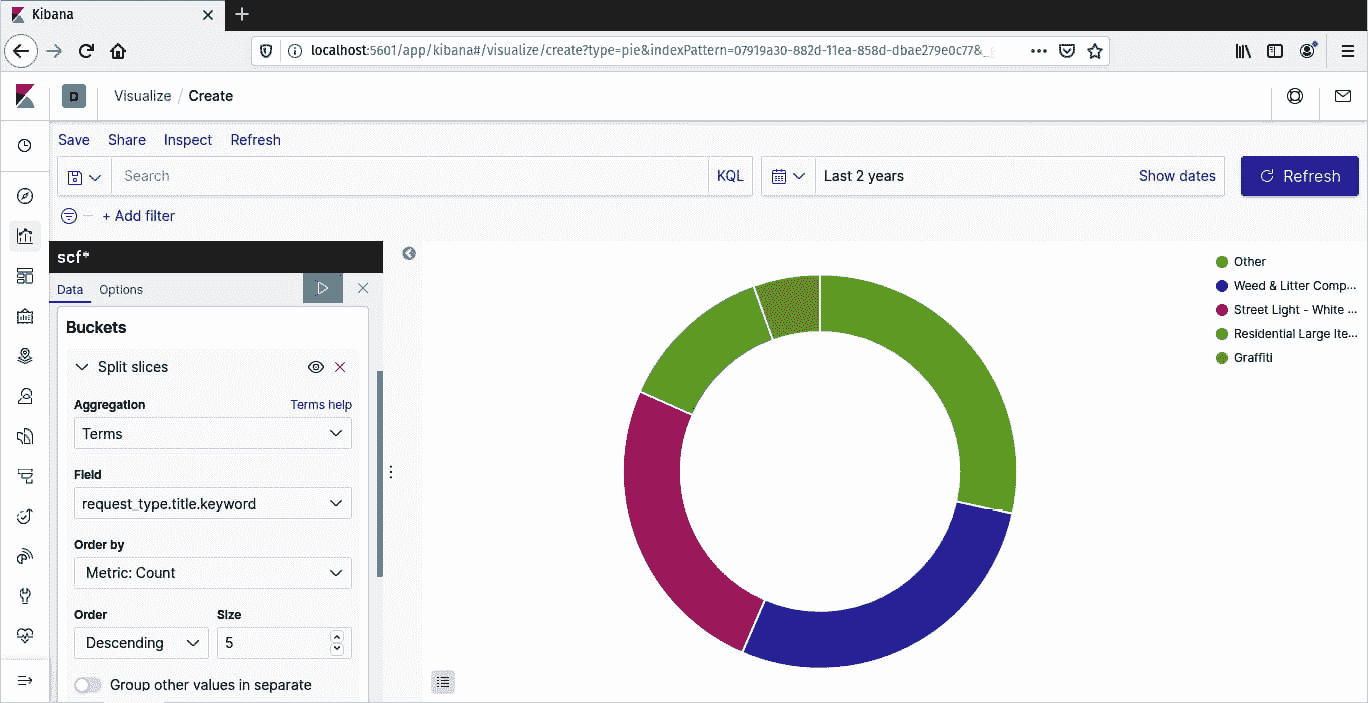 Kibana
localhost:5601/app/kibana#/visualize/create?type=pie&indexPattern=07919a30-882d-11ea-858d-dbae279e0c77&_
D Visualize / Create
Save Share Inspect Refresh
Search KQL Last 2 years Show dates Refresh
+ Add filter
scf*
Data Options
Buckets
Split slices
Aggregation Terms help
Terms
Field
request_type.title.keyword
Order by
Metric: Count
Order Size
Descending 5
Group other values in separate
Other
Weed & Litter Comp...
Street Light - White ...
Residential Large Ite...
Graffiti